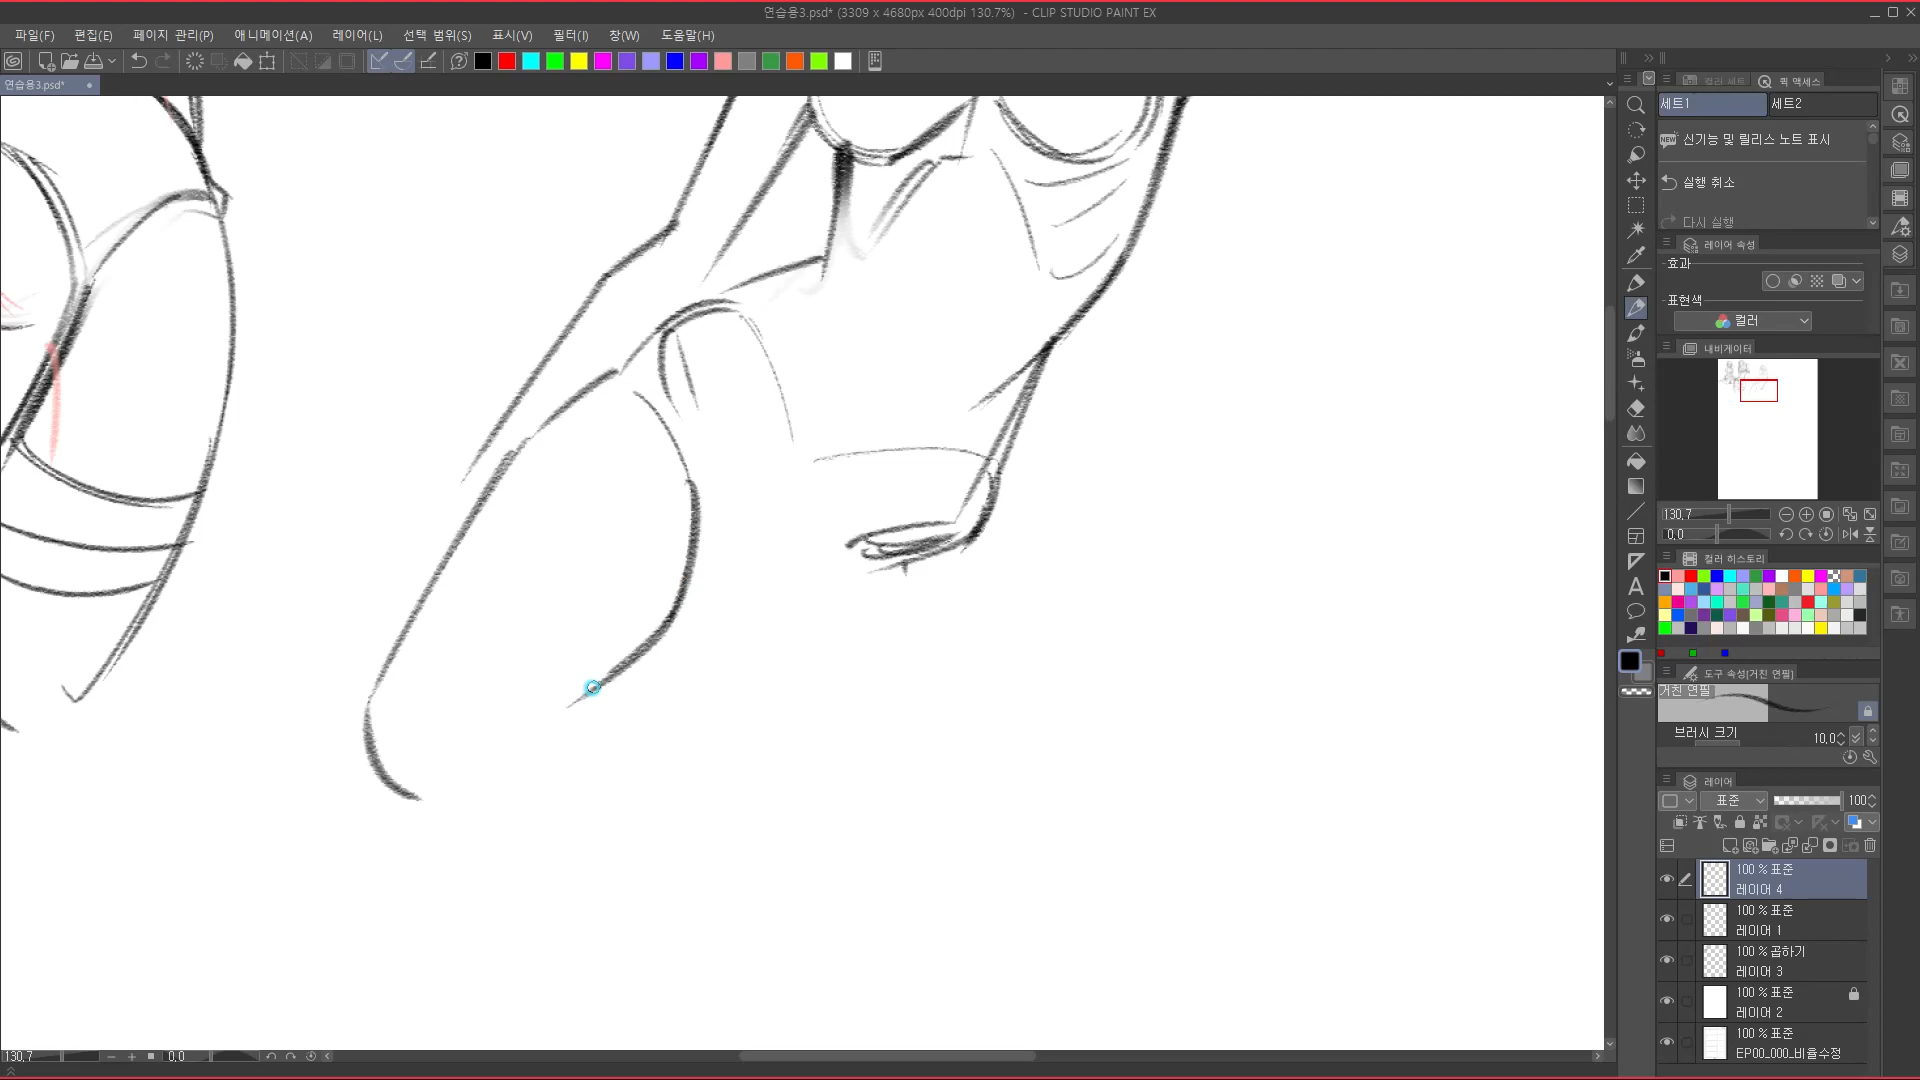 연습용3.psd* (3309 x 4680px 400dpi 130.7%) - CLIP STUDIO PAINT EX
파일(F) 편집(E) 페이지 관리(P) 애니메이션(A) 레이어(L) 선택 범위(S) 표시(V) 필터(I) 창(W) 도움말(H)
연습용3.psd*
컬러 세트 퀵 액세스
세트1 세트2
신기능 및 릴리스 노트 표시
실행 취소
다시 실행
레이어 속성
효과
표현색
컬러
내비게이터
130.7
0.0
컬러 히스토리
도구 속성[거친 연필]
거친 연필
브러시 크기 10.0
레이어
표준 100
100 % 표준
레이어 4
100 % 표준
레이어 1
100 % 곱하기
레이어 3
100 % 표준
레이어 2
100 % 표준
EP00_000_비율수정
130.7 0.0